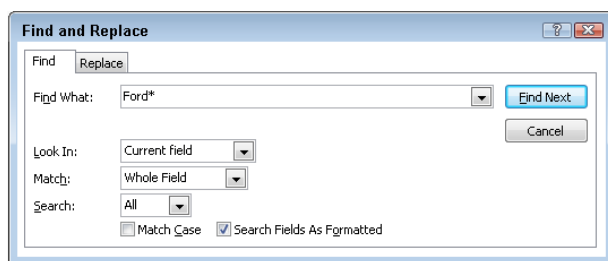 Find and Replace
Find Replace
Find What: Ford* Find Next
Cancel
Look In: Current field
Match: Whole Field
Search: All
Match Case Search Fields As Formatted